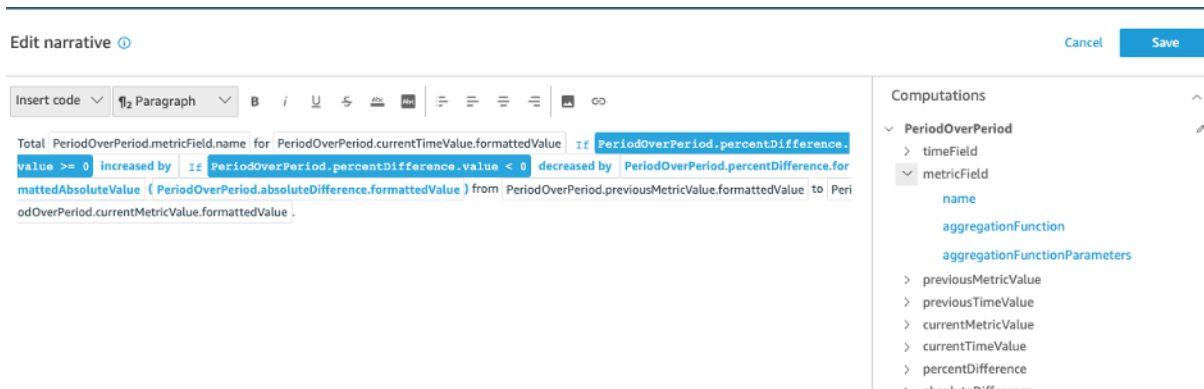 Edit narrative
Cancel
Save
Insert code
¶2 Paragraph
B i U S Abc Abc
Total PeriodOverPeriod.metricField.name for PeriodOverPeriod.currentTimeValue.formattedValue If PeriodOverPeriod.percentDifference.
value >= 0 increased by If PeriodOverPeriod.percentDifference.value < 0 decreased by PeriodOverPeriod.percentDifference.for
mattedAbsoluteValue ( PeriodOverPeriod.absoluteDifference.formattedValue ) from PeriodOverPeriod.previousMetricValue.formattedValue to Peri
odOverPeriod.currentMetricValue.formattedValue .
Computations
PeriodOverPeriod
timeField
metricField
name
aggregationFunction
aggregationFunctionParameters
previousMetricValue
previousTimeValue
currentMetricValue
currentTimeValue
percentDifference